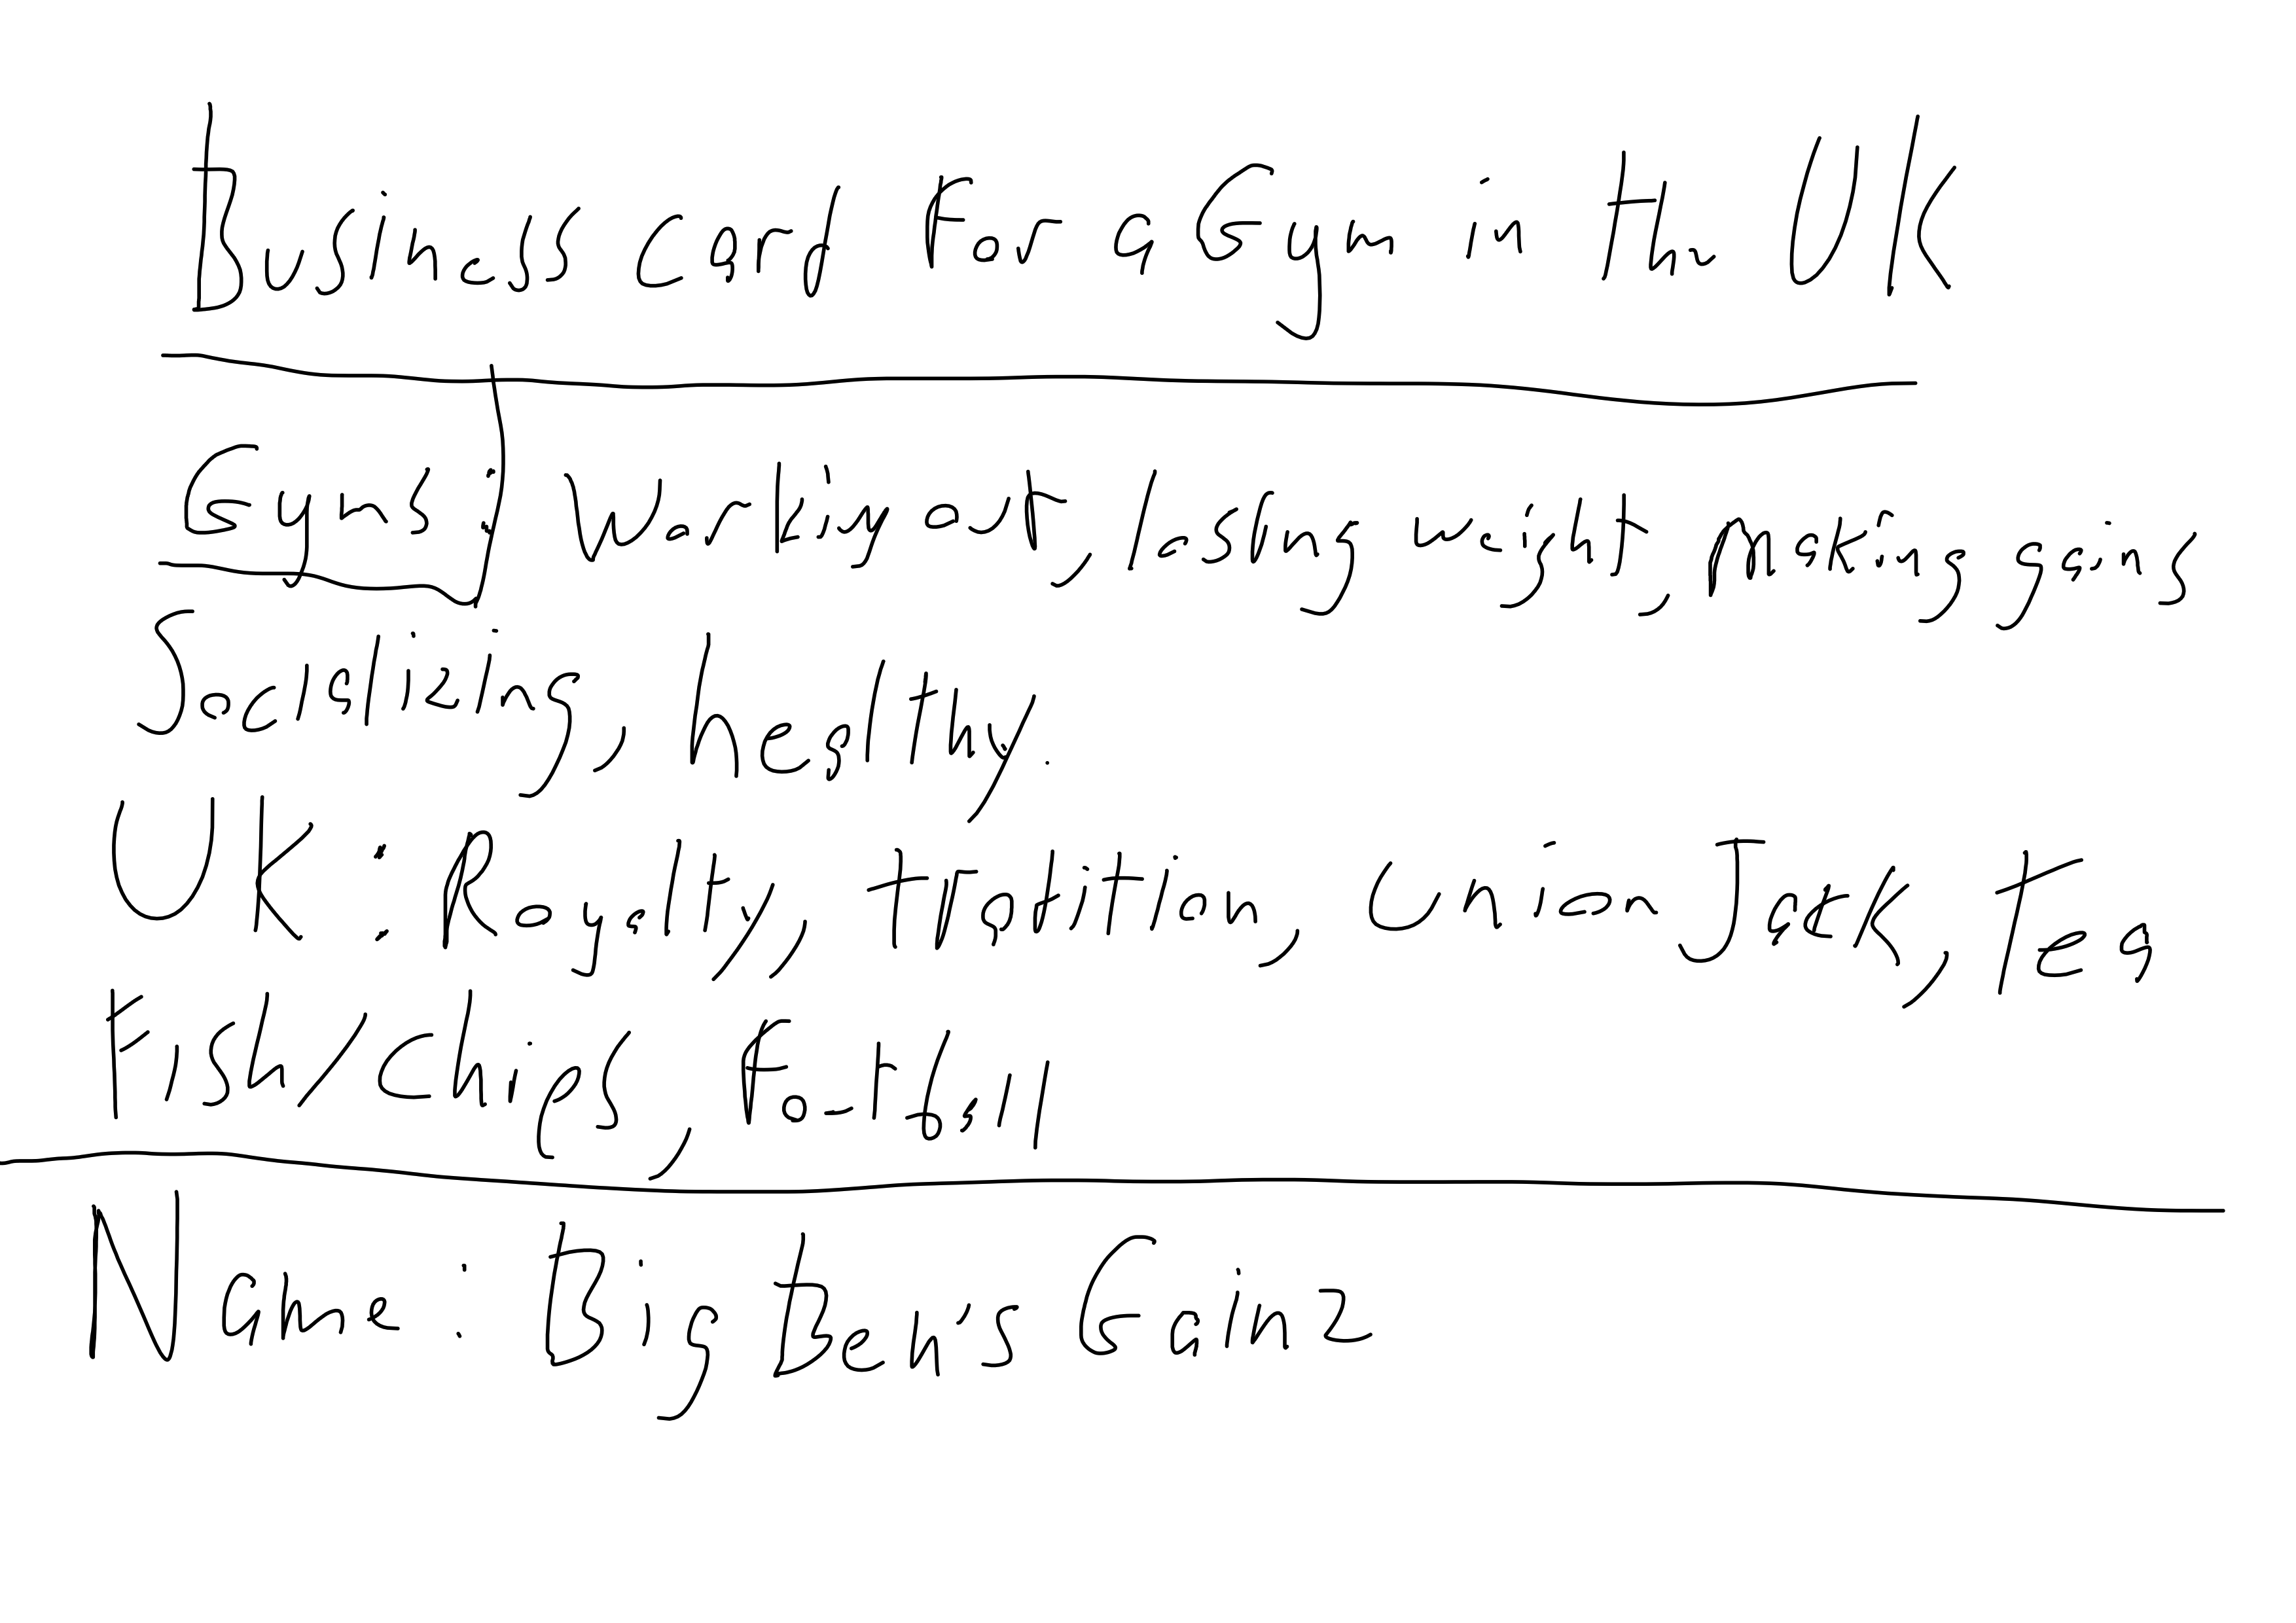 Business card For a Gym in the UK
Gyms: Working out, lossing weight, making gains
Socializing, healthy.
UK: Royalty, tradition, Union Jack, tea
Fish/Chips, Football
Name: Big Ben's Gainz